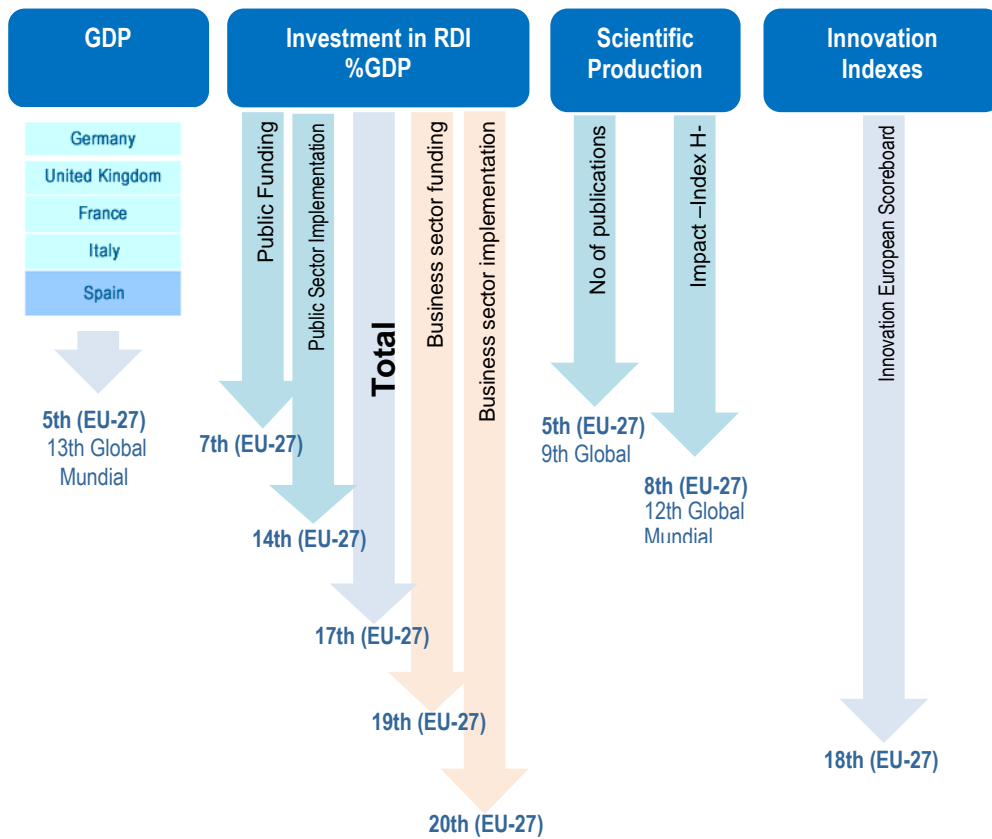 GDP
Investment in RDI
%GDP
Scientific
Production
Innovation
Indexes
Germany
United Kingdom
France
Italy
Spain
5th (EU-27)
13th Global
Mundial
Public Funding
7th (EU-27)
Public Sector Implementation
14th (EU-27)
Total
17th (EU-27)
Business sector funding
19th (EU-27)
Business sector implementation
20th (EU-27)
No of publications
5th (EU-27)
9th Global
Impact –Index H-
8th (EU-27)
12th Global
Mundial
Innovation European Scoreboard
18th (EU-27)